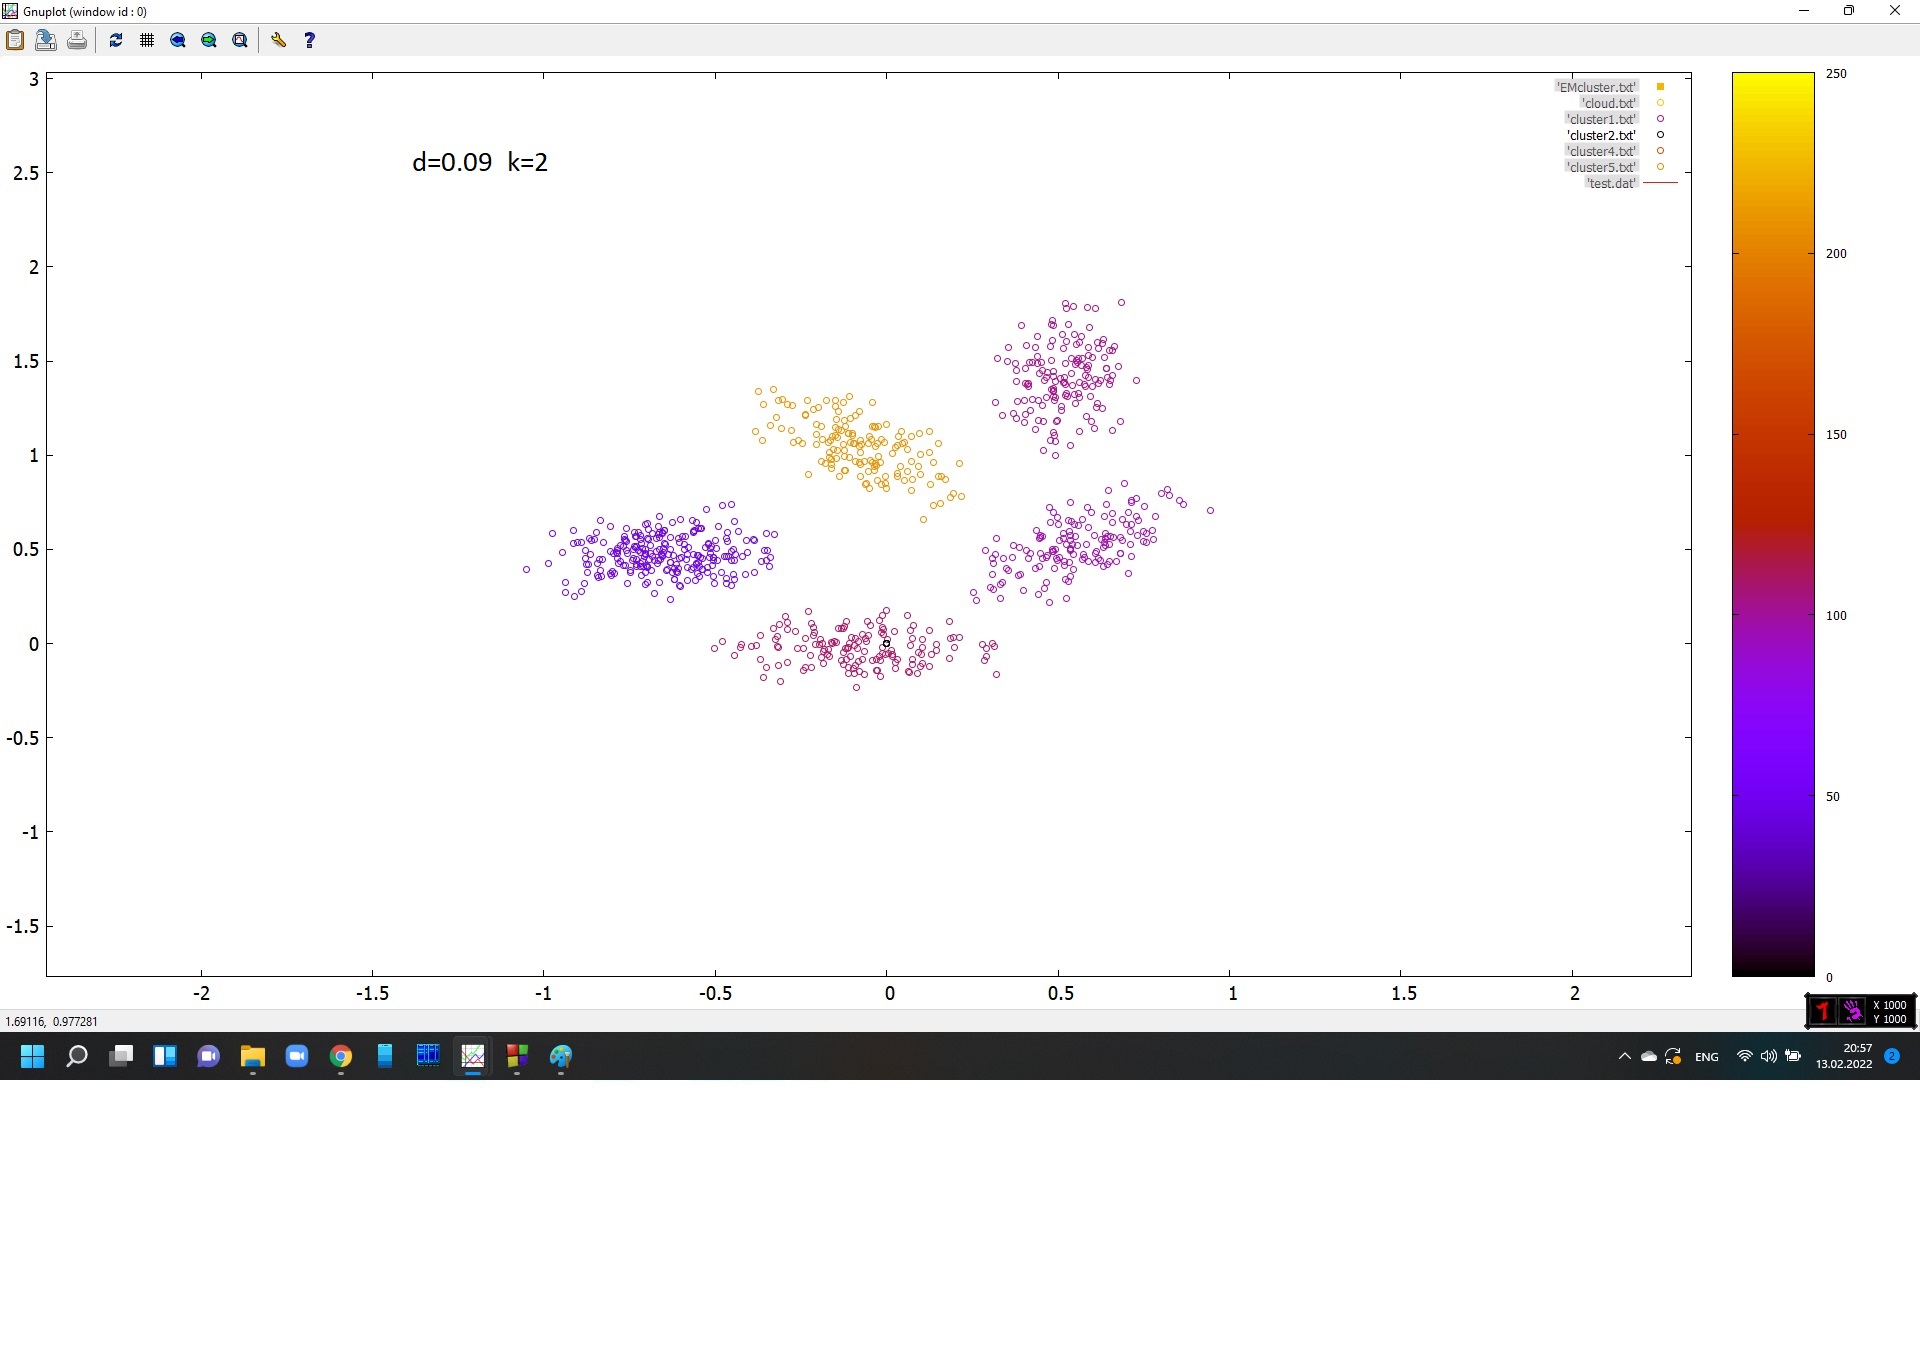 Gnuplot (window id : 0)
3
2.5
2
1.5
1
0.5
0
-0.5
-1
-1.5
d=0.09 k=2
'EMcluster.txt'
'cloud.txt'
'cluster1.txt'
'cluster2.txt'
'cluster4.txt'
'cluster5.txt'
'test.dat'
250
200
150
100
50
0
-2
-1.5
-1
-0.5
0
0.5
1
1.5
2
X 1000
Y 1000
1.69116, 0.977281
ENG
20:57
13.02.2022
2